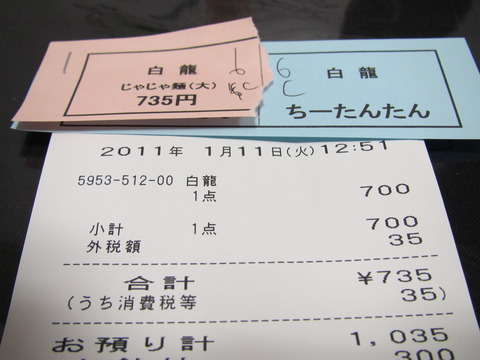 白龍
じゃじゃ麺(大)
735円
6
C
白龍
ちーたんたん
2011年 1月11日(火)12:51
5953-512-00 白龍
1点 700
小計 1点 700
外税額 35
合計 ¥735
(うち消費税等 35)
お預り計 1,035
300